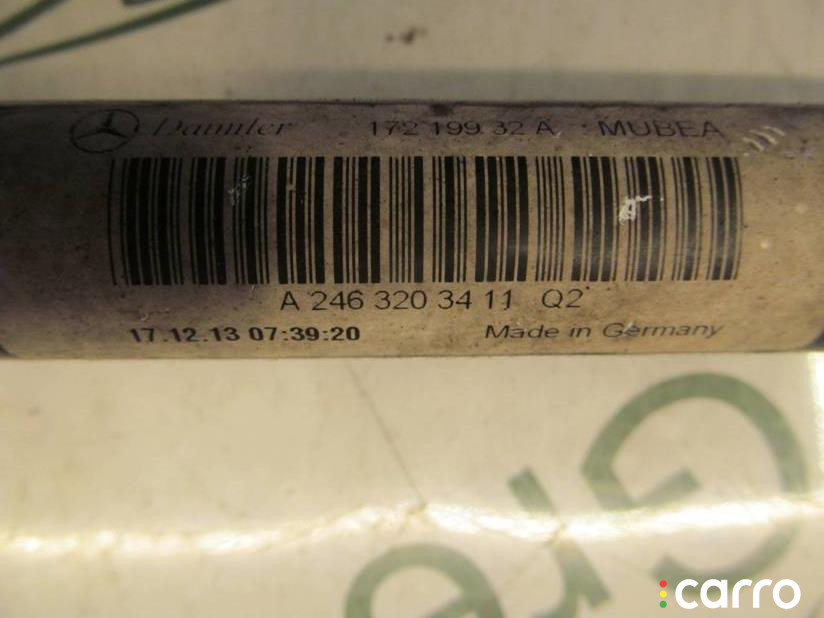 Daimler 172 199 32 A MUBEA
A 246 320 34 11 Q2
17.12.13 07:39:20 Made in Germany
Gre
carro